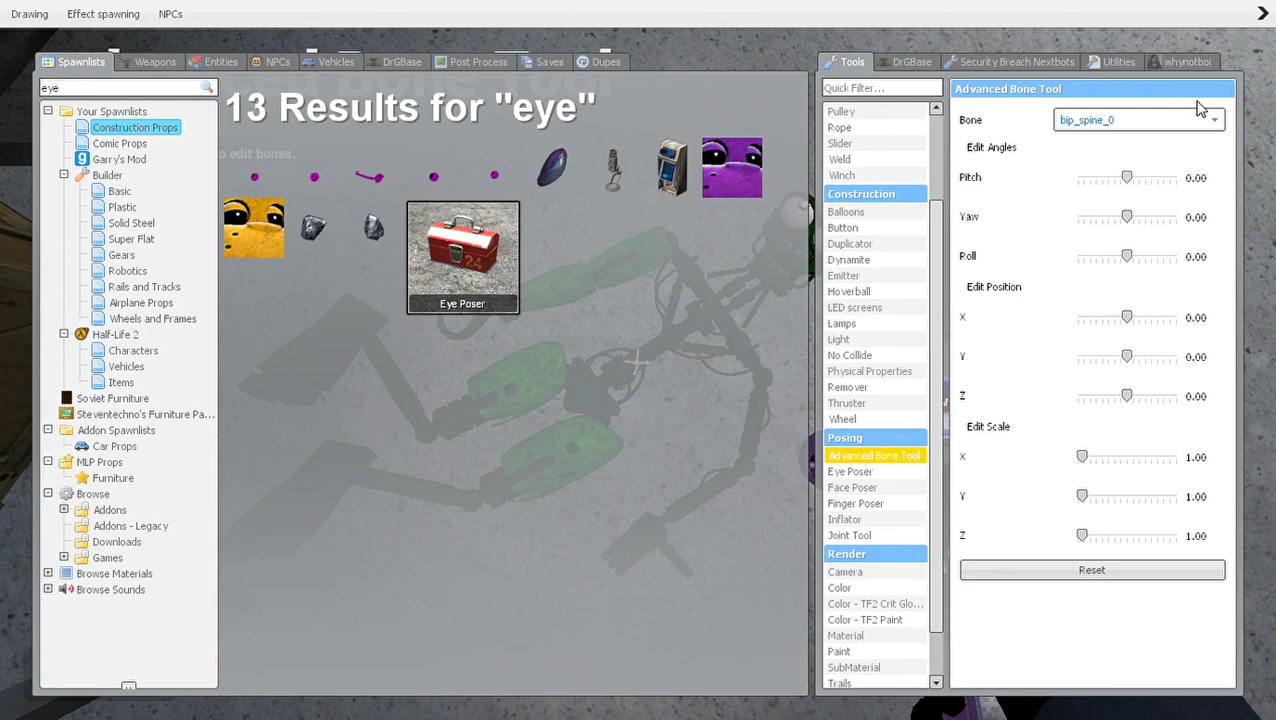 Drawing Effect spawning NPCs
Spawnlists Weapons Entities NPCs Vehicles DrGBase Post Process Saves Dupes
eye
Your Spawnlists
Construction Props
Comic Props
Garry's Mod
Builder
Basic
Plastic
Solid Steel
Super Flat
Gears
Robotics
Rails and Tracks
Airplane Props
Wheels and Frames
Half-Life 2
Characters
Vehicles
Items
Soviet Furniture
Steventechno's Furniture Pa...
Addon Spawnlists
Car Props
MLP Props
Furniture
Browse
Addons
Addons - Legacy
Downloads
Games
Browse Materials
Browse Sounds
13 Results for "eye"
o edit bones.
24
Eye Poser
Tools DrGBase Security Breach Nextbots Utilities whynotboi
Quick Filter...
Pulley
Rope
Slider
Weld
Winch
Construction
Balloons
Button
Duplicator
Dynamite
Emitter
Hoverball
LED screens
Lamps
Light
No Collide
Physical Properties
Remover
Thruster
Wheel
Posing
Advanced Bone Tool
Eye Poser
Face Poser
Finger Poser
Inflator
Joint Tool
Render
Camera
Color
Color - TF2 Crit Glo...
Color - TF2 Paint
Material
Paint
SubMaterial
Trails
Advanced Bone Tool
Bone bip_spine_0
Edit Angles
Pitch 0.00
Yaw 0.00
Roll 0.00
Edit Position
X 0.00
Y 0.00
Z 0.00
Edit Scale
X 1.00
Y 1.00
Z 1.00
Reset